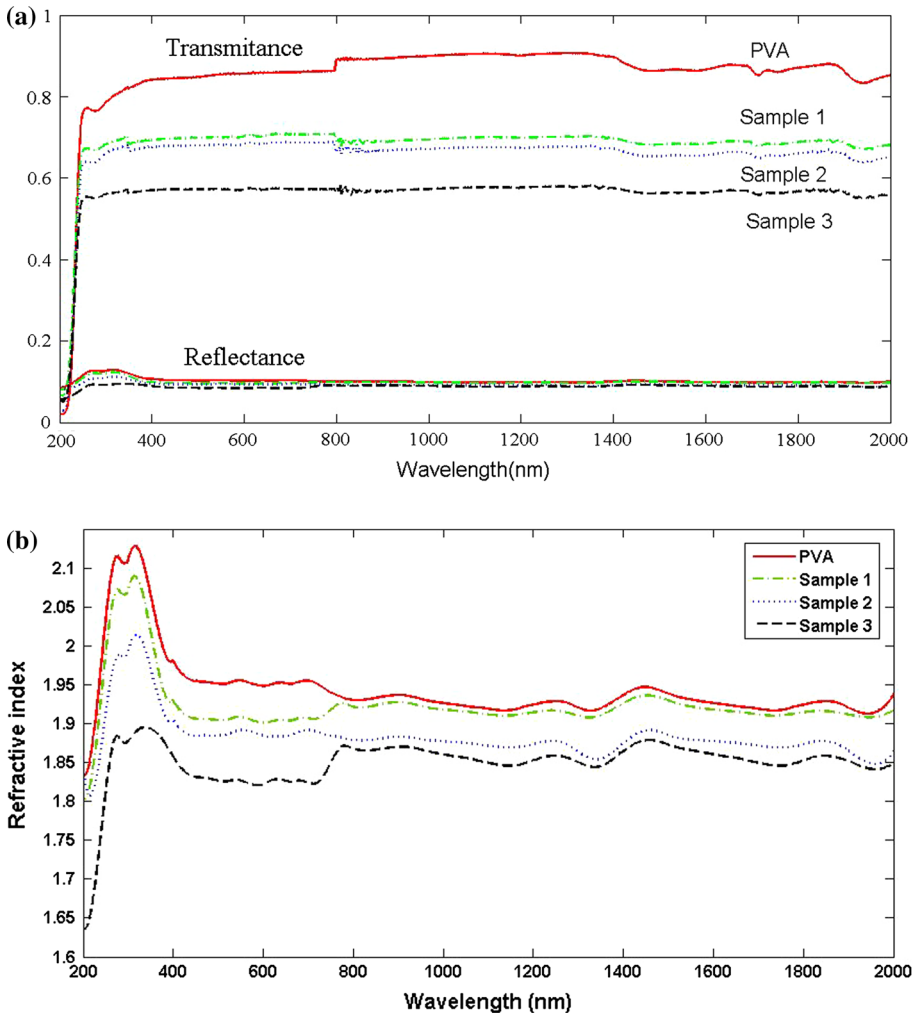 (a)
1
0.8
0.6
0.4
0.2
0
Transmitance
PVA
Sample 1
Sample 2
Sample 3
Reflectance
200 400 600 800 1000 1200 1400 1600 1800 2000
Wavelength(nm)
(b)
Refractive index
2.1
2.05
2
1.95
1.9
1.85
1.8
1.75
1.7
1.65
1.6
PVA
Sample 1
Sample 2
Sample 3
200 400 600 800 1000 1200 1400 1600 1800 2000
Wavelength (nm)